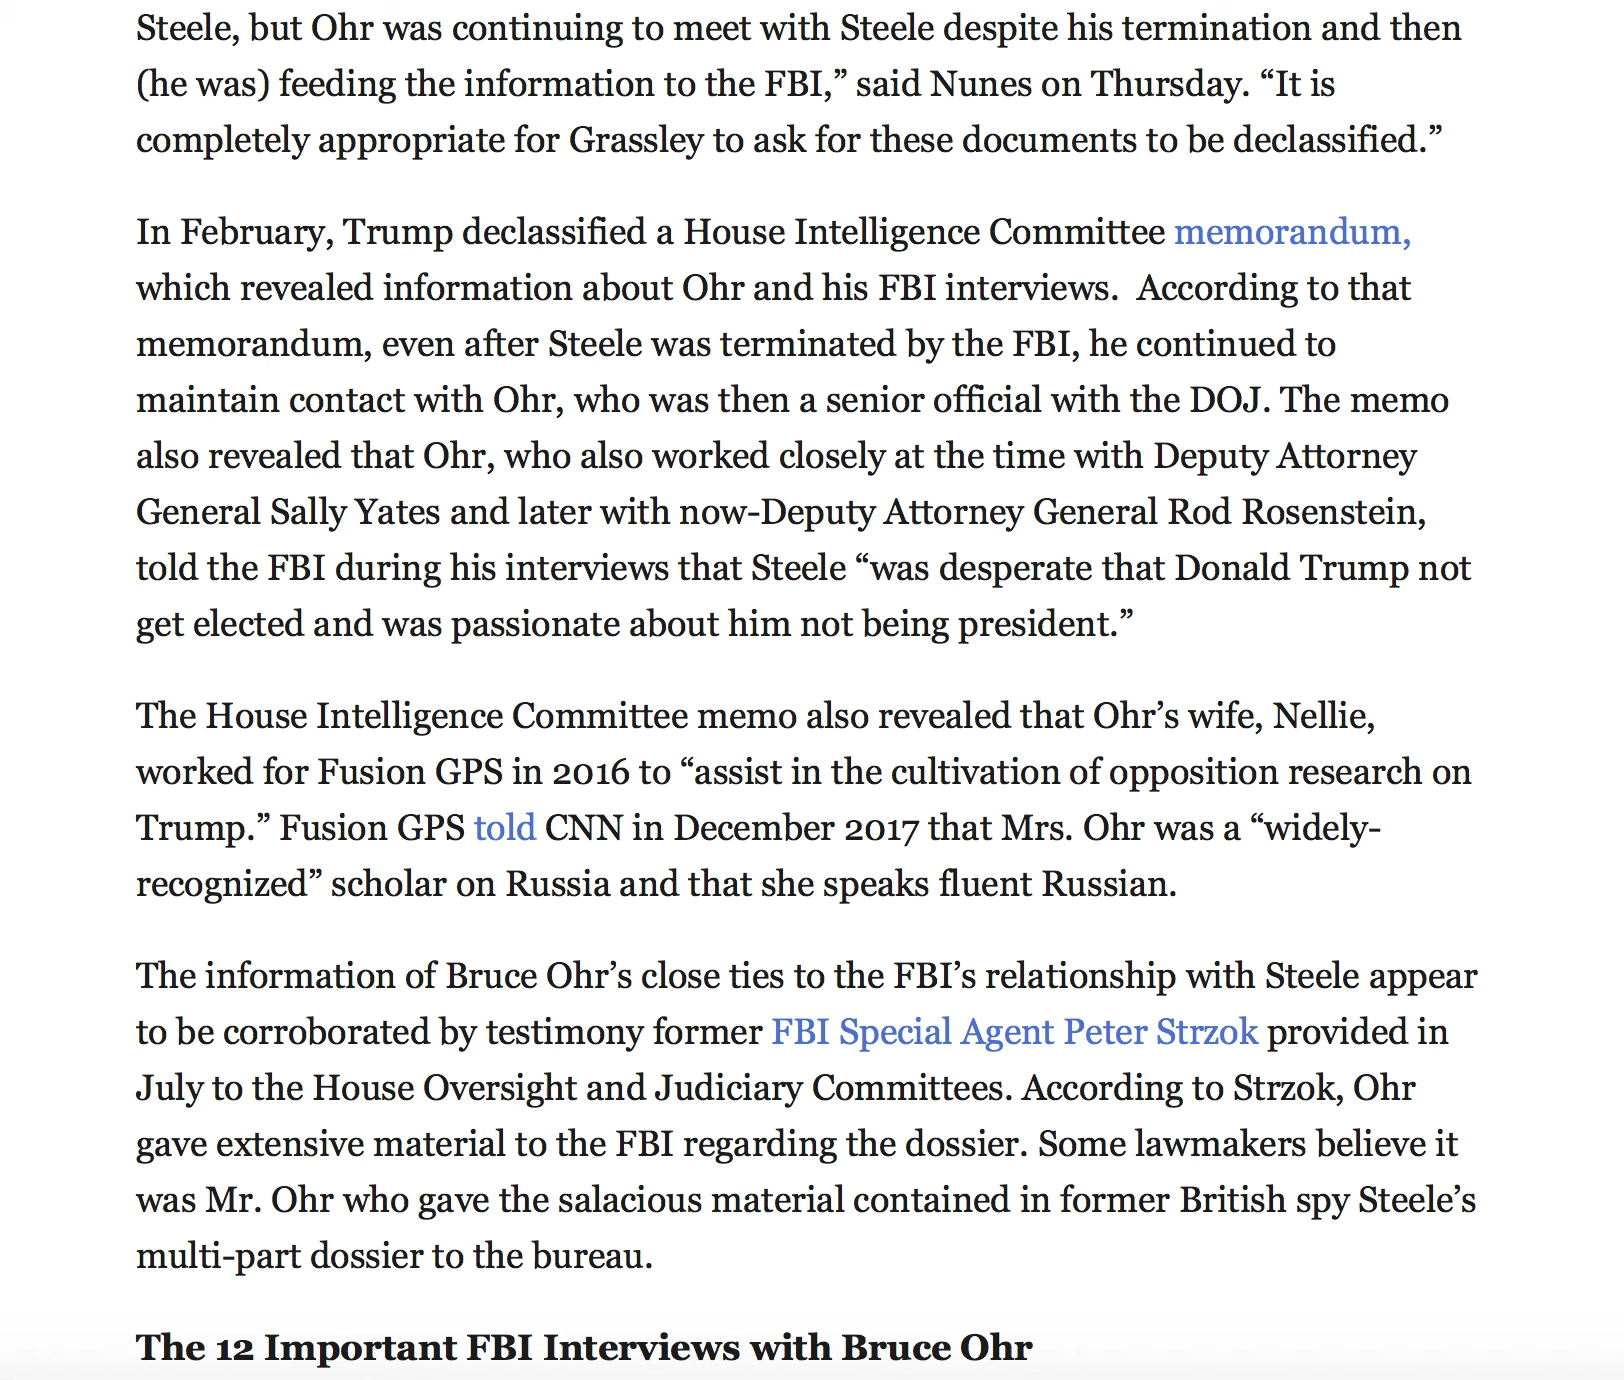 Steele, but Ohr was continuing to meet with Steele despite his termination and then
(he was) feeding the information to the FBI,” said Nunes on Thursday. “It is
completely appropriate for Grassley to ask for these documents to be declassified.”
In February, Trump declassified a House Intelligence Committee memorandum,
which revealed information about Ohr and his FBI interviews.  According to that
memorandum, even after Steele was terminated by the FBI, he continued to
maintain contact with Ohr, who was then a senior official with the DOJ. The memo
also revealed that Ohr, who also worked closely at the time with Deputy Attorney
General Sally Yates and later with now-Deputy Attorney General Rod Rosenstein,
told the FBI during his interviews that Steele “was desperate that Donald Trump not
get elected and was passionate about him not being president.”
The House Intelligence Committee memo also revealed that Ohr’s wife, Nellie,
worked for Fusion GPS in 2016 to “assist in the cultivation of opposition research on
Trump.” Fusion GPS told CNN in December 2017 that Mrs. Ohr was a “widely-
recognized” scholar on Russia and that she speaks fluent Russian.
The information of Bruce Ohr’s close ties to the FBI’s relationship with Steele appear
to be corroborated by testimony former FBI Special Agent Peter Strzok provided in
July to the House Oversight and Judiciary Committees. According to Strzok, Ohr
gave extensive material to the FBI regarding the dossier. Some lawmakers believe it
was Mr. Ohr who gave the salacious material contained in former British spy Steele’s
multi-part dossier to the bureau.
The 12 Important FBI Interviews with Bruce Ohr